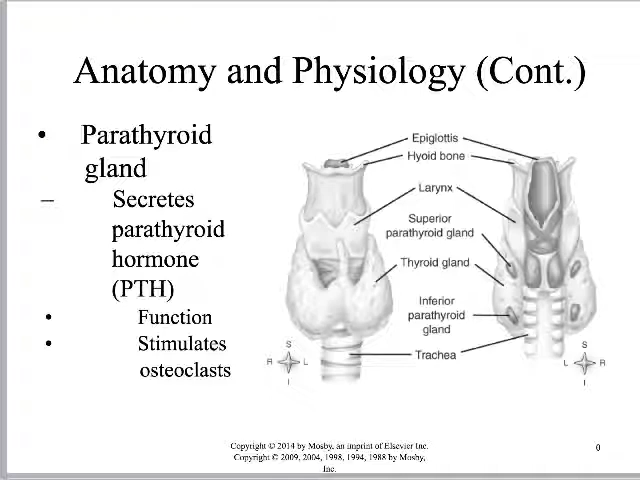 Anatomy and Physiology (Cont.)
• Parathyroid
gland
– Secretes
parathyroid
hormone
(PTH)
• Function
• Stimulates
osteoclasts
Epiglottis
Hyoid bone
Larynx
Superior
parathyroid gland
Thyroid gland
Inferior
parathyroid
gland
Trachea
S
R L
I
S
L R
I
Copyright © 2014 by Mosby, an imprint of Elsevier Inc.
Copyright © 2009, 2004, 1998, 1994, 1988 by Mosby,
Inc.
0